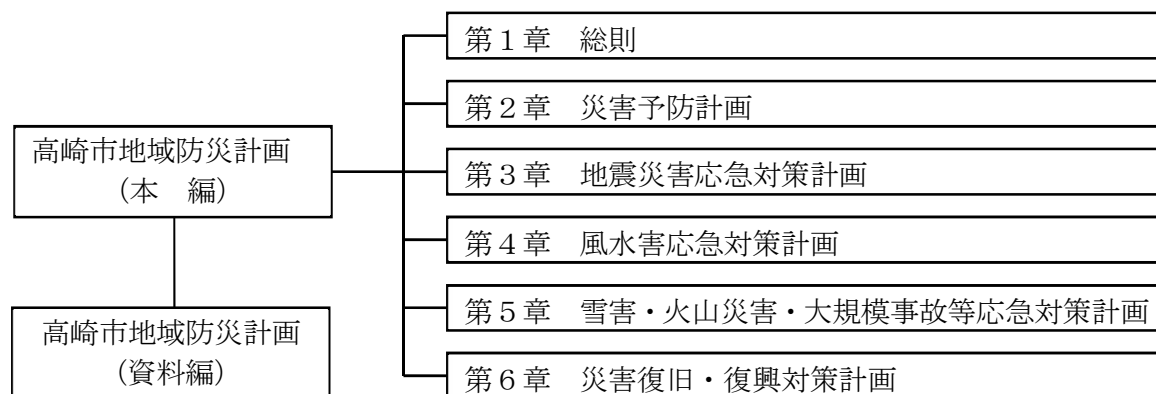 高崎市地域防災計画
（本　編）
高崎市地域防災計画
（資料編）
第１章　総則
第２章　災害予防計画
第３章　地震災害応急対策計画
第４章　風水害応急対策計画
第５章　雪害・火山災害・大規模事故等応急対策計画
第６章　災害復旧・復興対策計画